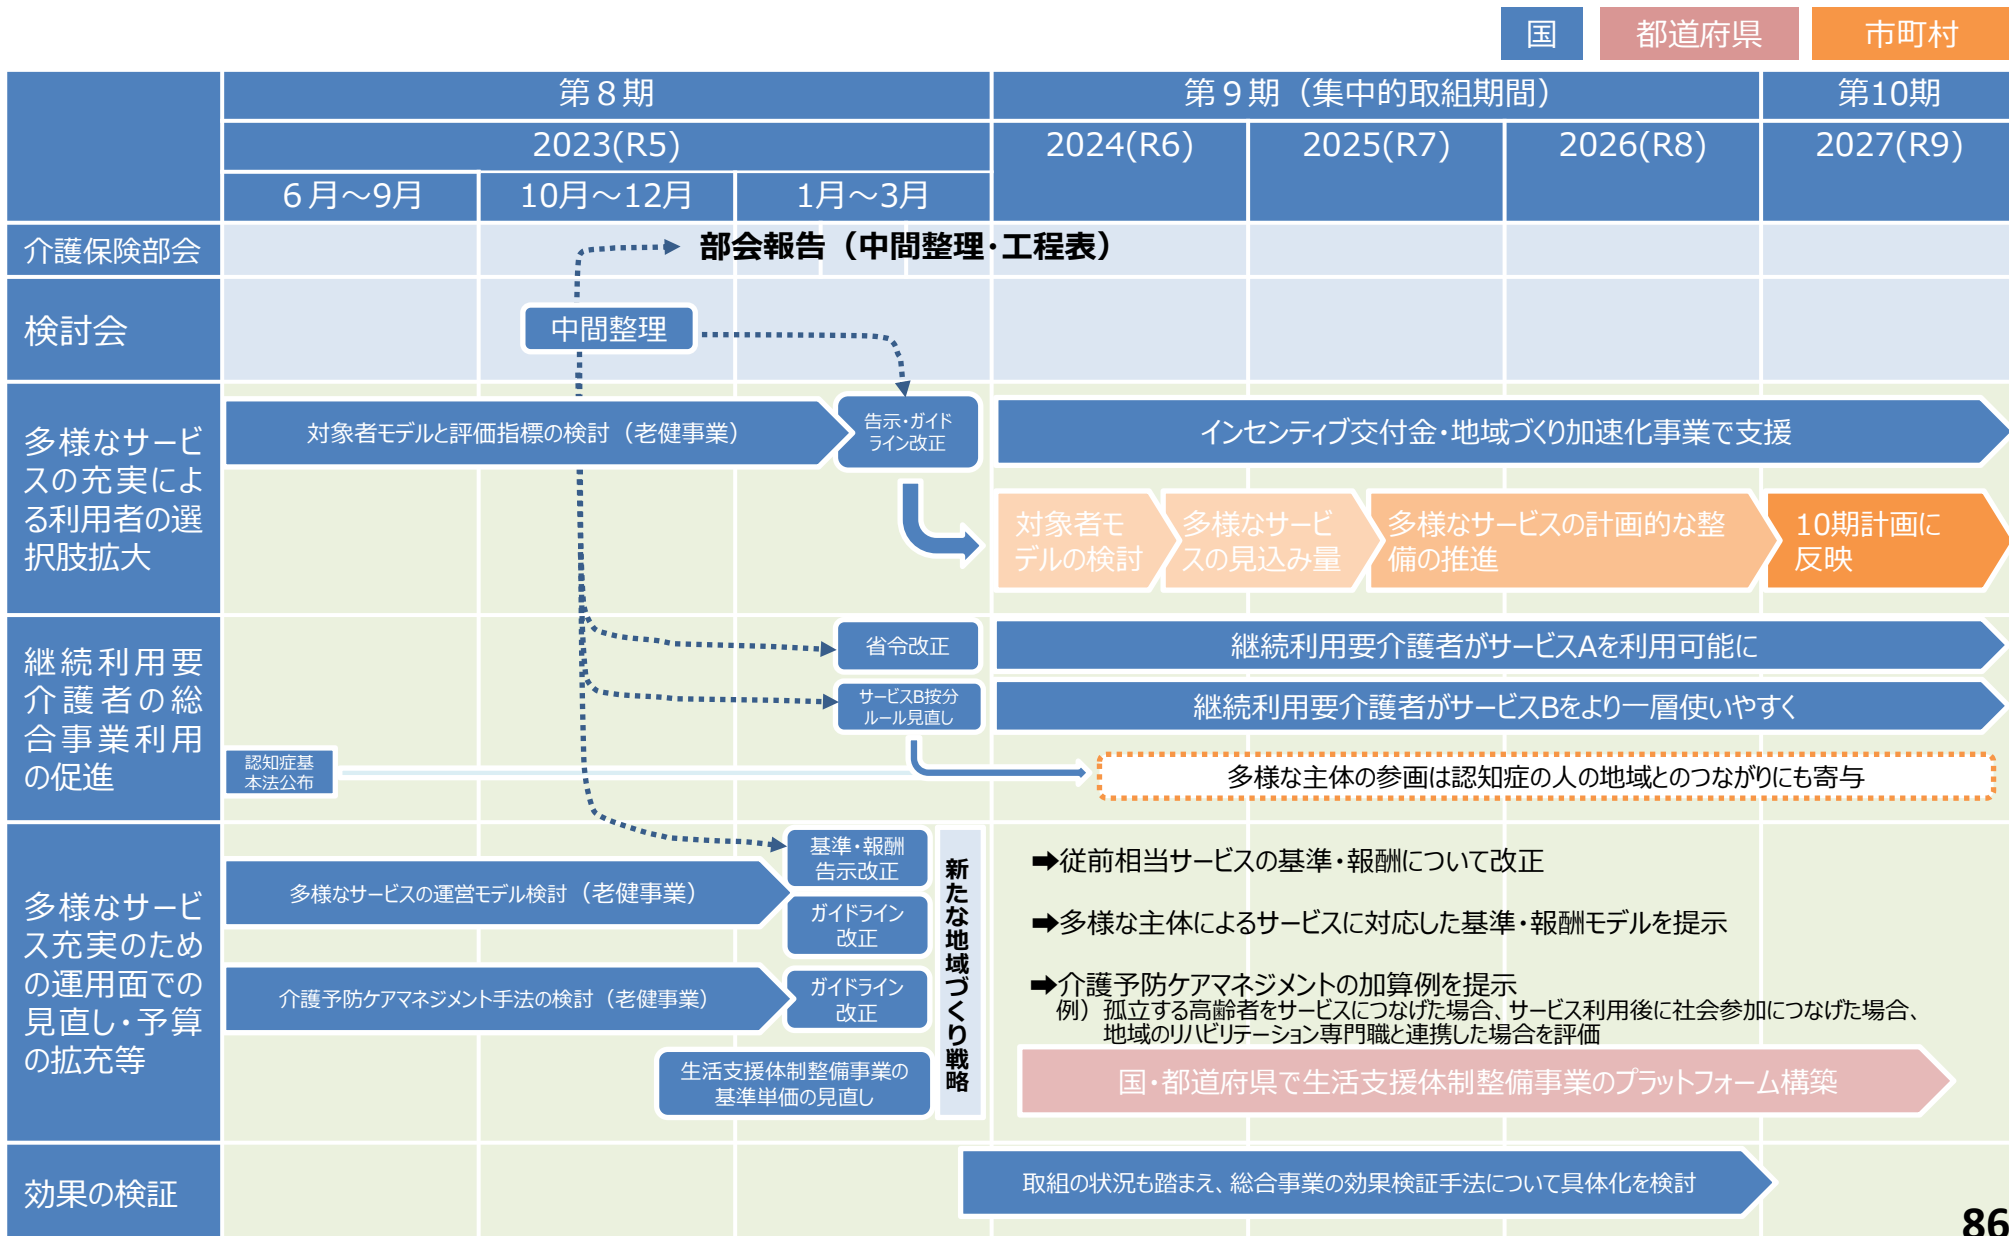 国
都道府県
市町村
第８期
第９期（集中的取組期間）
第10期
2023(R5)
2024(R6)
2025(R7)
2026(R8)
2027(R9)
６月～9月
10月～12月
1月～3月
介護保険部会
部会報告（中間整理・工程表）
検討会
中間整理
多様なサービ
スの充実によ
る利用者の選
択肢拡大
対象者モデルと評価指標の検討（老健事業）
告示・ガイド
ライン改正
インセンティブ交付金・地域づくり加速化事業で支援
対象者モ
デルの検討
多様なサービ
スの見込み量
多様なサービスの計画的な整
備の推進
10期計画に
反映
継続利用要
介護者の総
合事業利用
の促進
省令改正
継続利用要介護者がサービスAを利用可能に
サービスB按分
ルール見直し
継続利用要介護者がサービスBをより一層使いやすく
認知症基
本法公布
多様な主体の参画は認知症の人の地域とのつながりにも寄与
多様なサービ
ス充実のため
の運用面での
見直し・予算
の拡充等
多様なサービスの運営モデル検討（老健事業）
基準・報酬
告示改正
ガイドライン
改正
介護予防ケアマネジメント手法の検討（老健事業）
ガイドライン
改正
生活支援体制整備事業の
基準単価の見直し
新たな地域づくり戦略
➡従前相当サービスの基準・報酬について改正
➡多様な主体によるサービスに対応した基準・報酬モデルを提示
➡介護予防ケアマネジメントの加算例を提示
例）孤立する高齢者をサービスにつなげた場合、サービス利用後に社会参加につなげた場合、
地域のリハビリテーション専門職と連携した場合を評価
国・都道府県で生活支援体制整備事業のプラットフォーム構築
効果の検証
取組の状況も踏まえ、総合事業の効果検証手法について具体化を検討
86